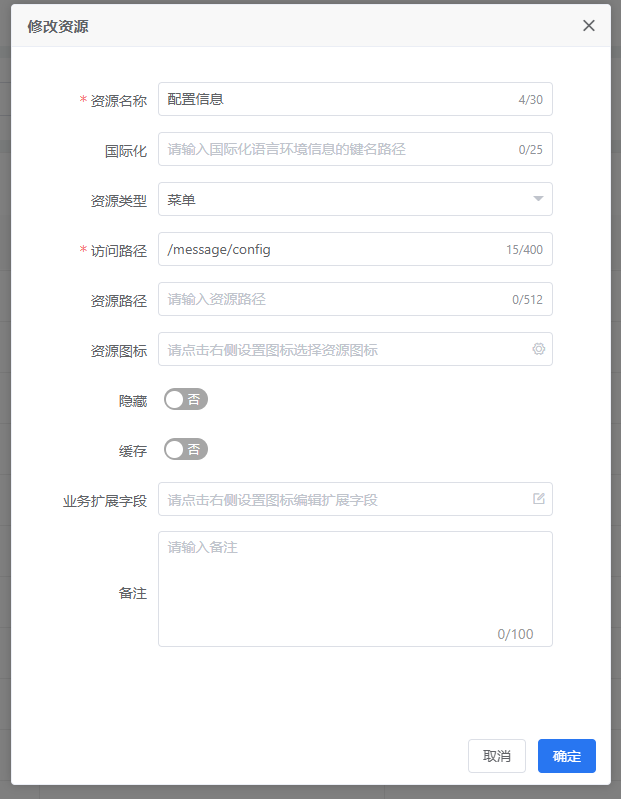 修改资源
* 资源名称 配置信息 4/30
国际化 请输入国际化语言环境信息的键名路径 0/25
资源类型 菜单
* 访问路径 /message/config 15/400
资源路径 请输入资源路径 0/512
资源图标 请点击右侧设置图标选择资源图标
隐藏 否
缓存 否
业务扩展字段 请点击右侧设置图标编辑扩展字段
备注 请输入备注
0/100
取消 确定